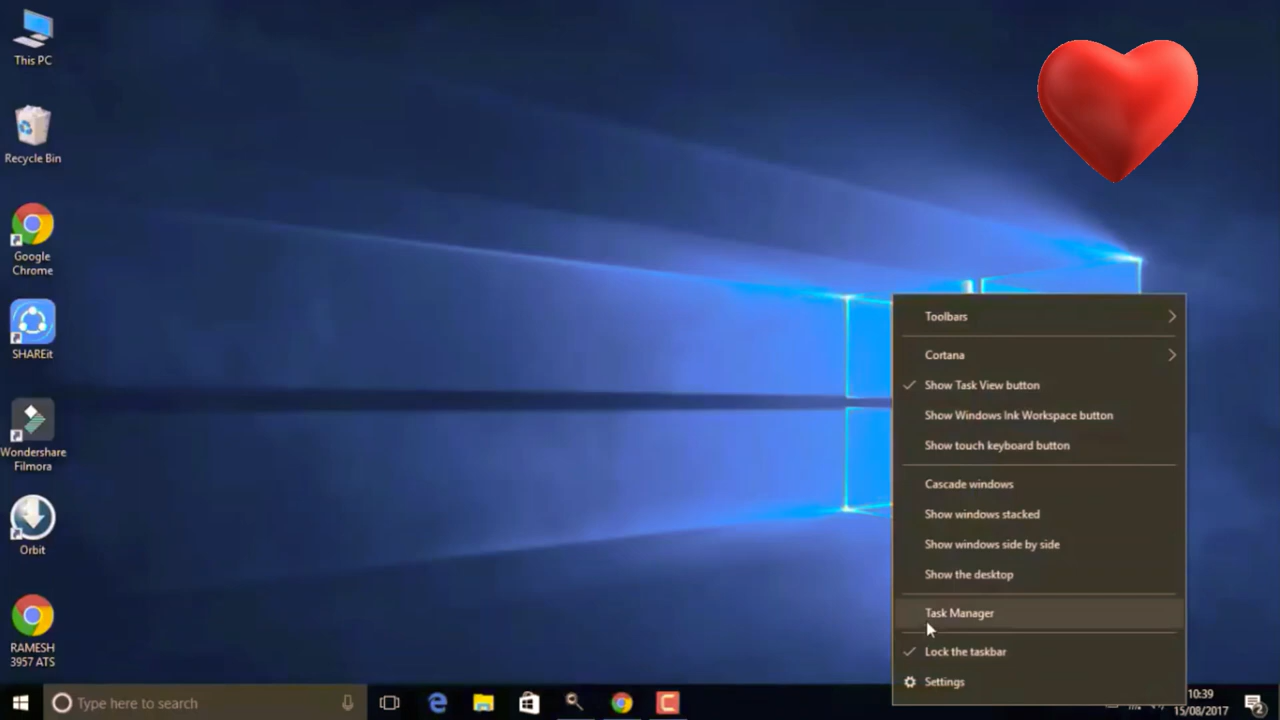 This PC
Recycle Bin
Google
Chrome
SHAREit
Wondershare
Filmora
Orbit
RAMESH
3957 ATS
Toolbars
Cortana
Show Task View button
Show Windows Ink Workspace button
Show touch keyboard button
Cascade windows
Show windows stacked
Show windows side by side
Show the desktop
Task Manager
Lock the taskbar
Settings
Type here to search
10:39
15/08/2017
2